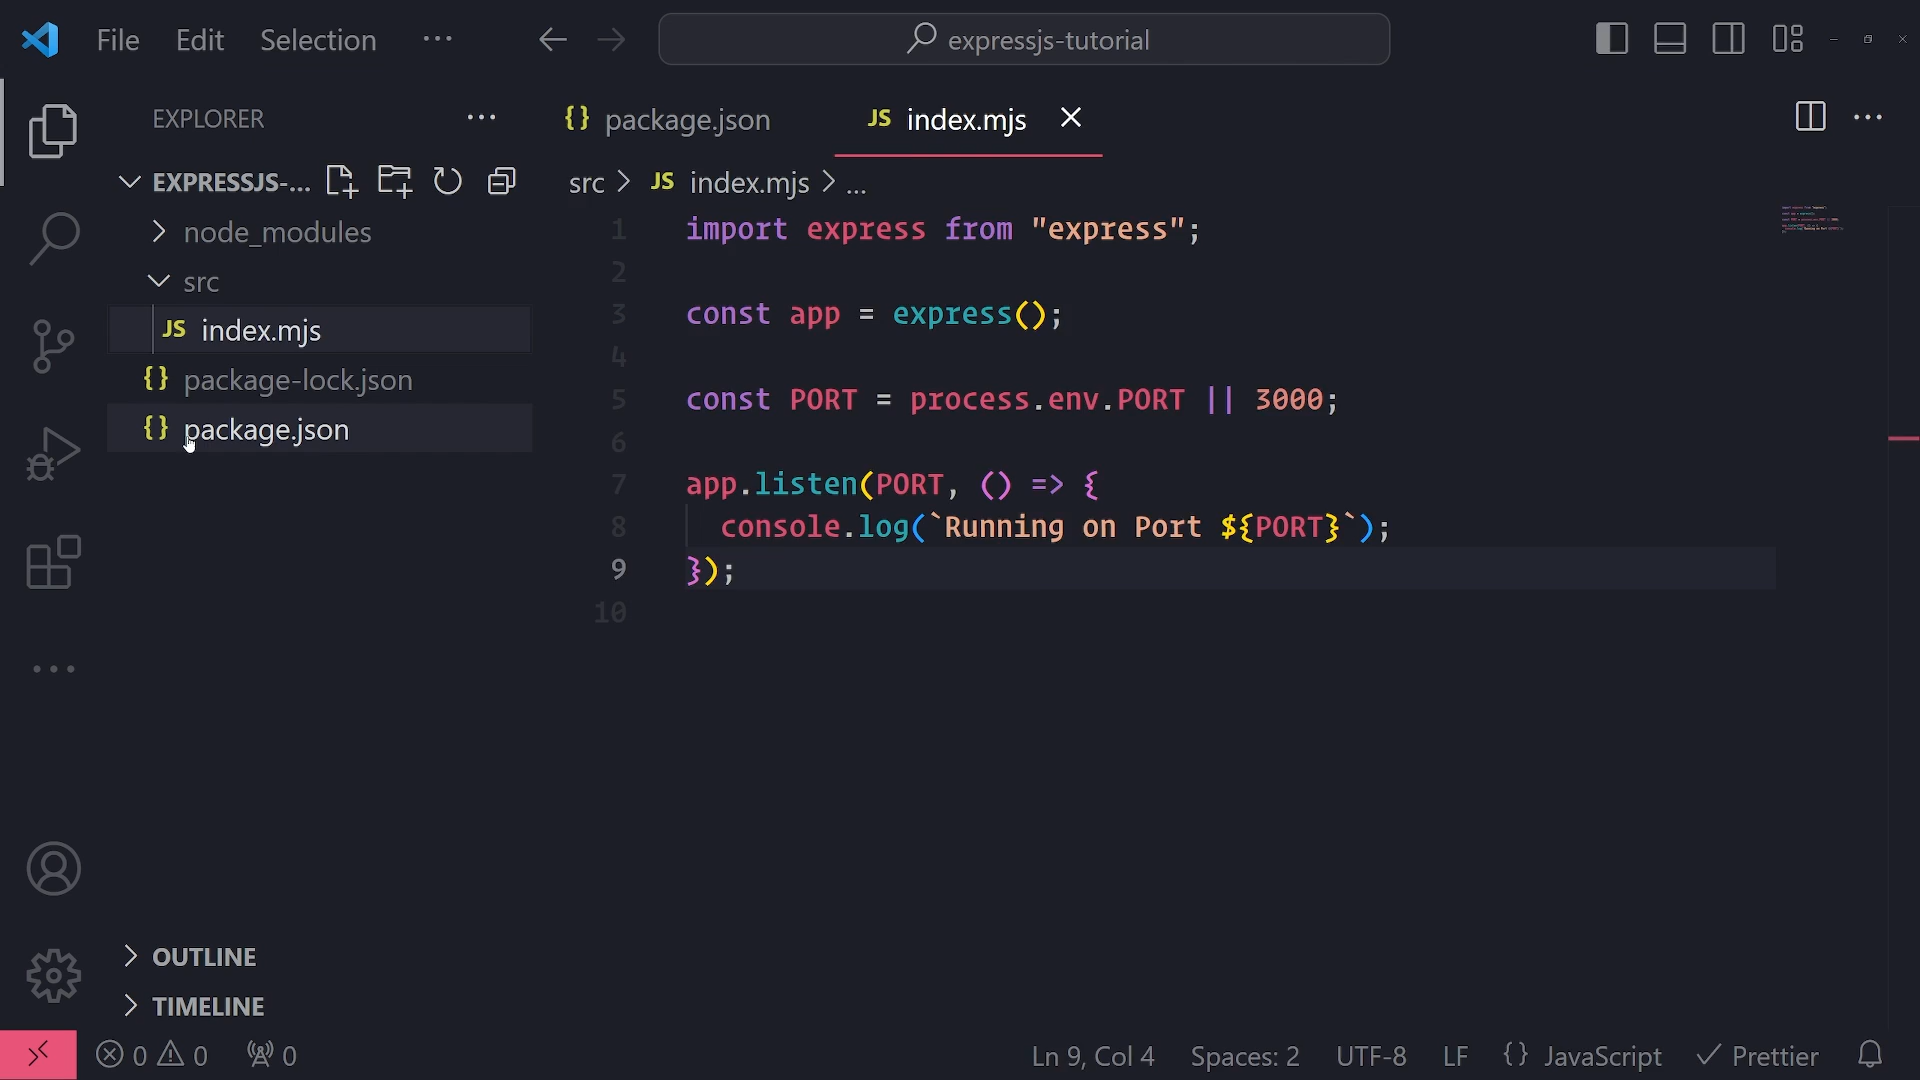 File Edit Selection ··· expressjs-tutorial
EXPLORER ···
EXPRESSJS-...
node_modules
src
JS index.mjs
{} package-lock.json
{} package.json
{} package.json JS index.mjs
src > JS index.mjs > ...
1 import express from "express";
2
3 const app = express();
4
5 const PORT = process.env.PORT || 3000;
6
7 app.listen(PORT, () => {
8 console.log(`Running on Port ${PORT}`);
9 });
10
OUTLINE
TIMELINE
0 0 0 Ln 9, Col 4 Spaces: 2 UTF-8 LF {} JavaScript Prettier